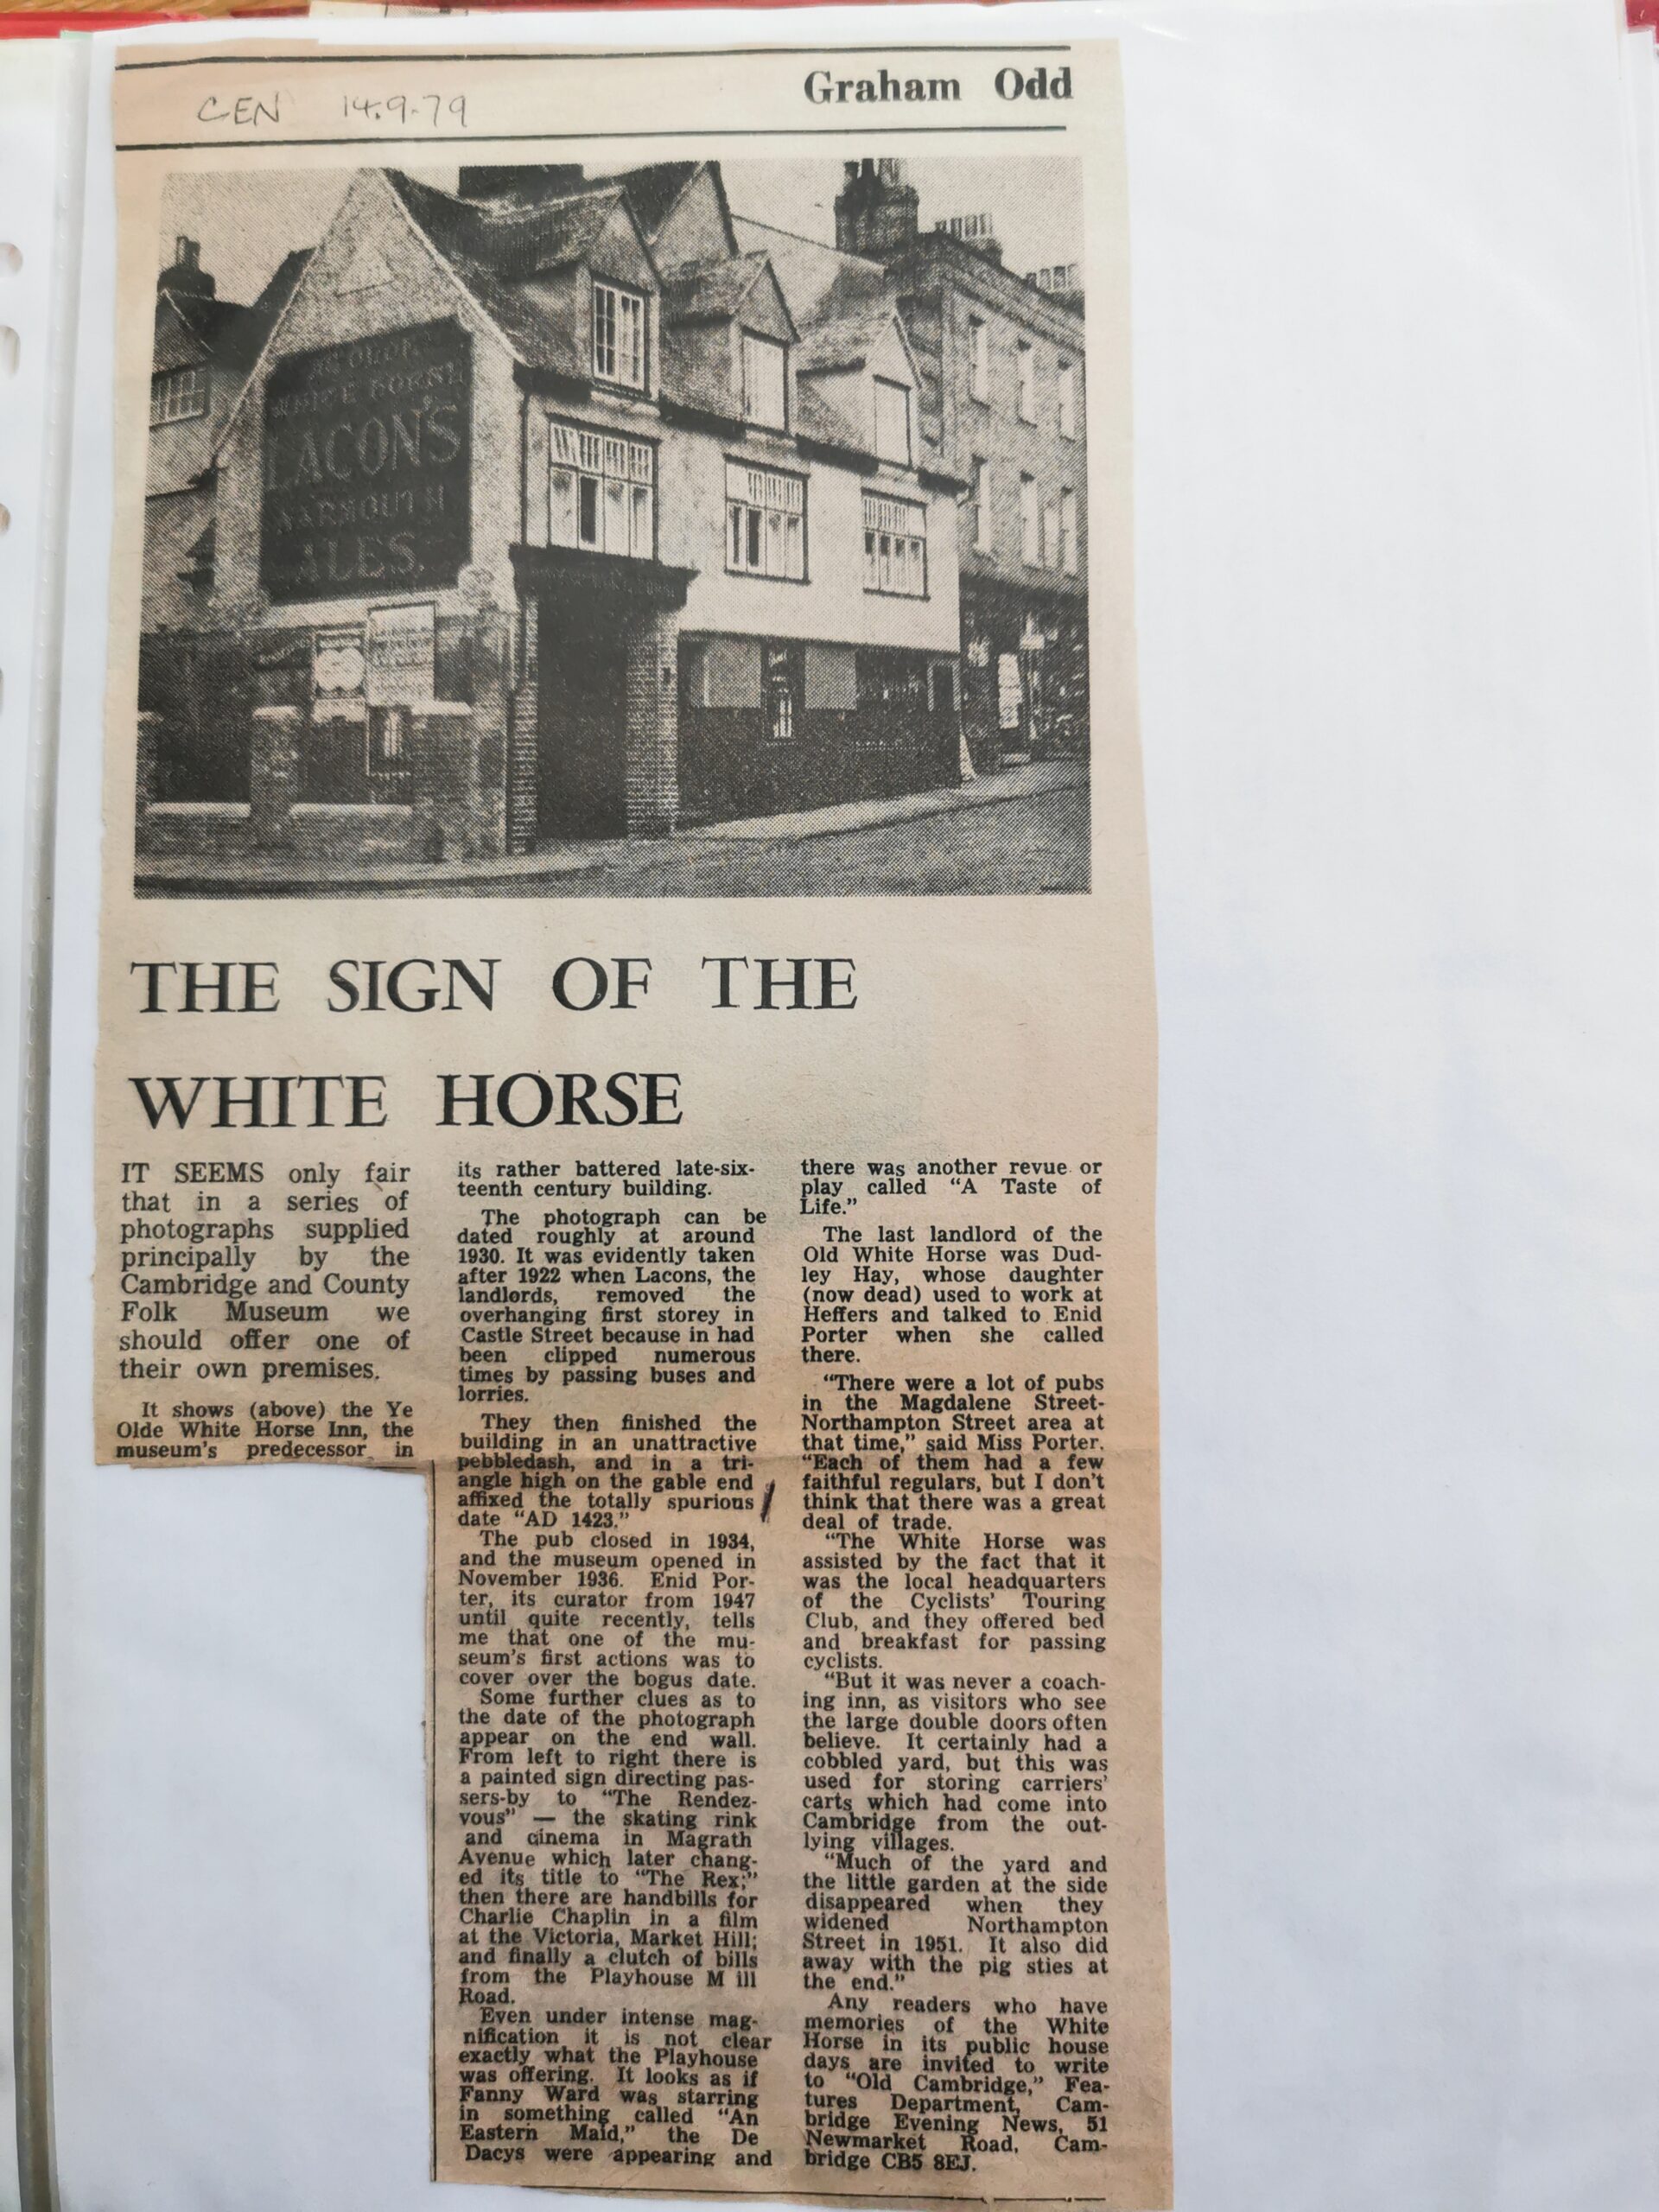 Graham Odd
CEN 14.9.79
WHITE HORSE
LACON'S
YARMOUTH
ALES.
THE SIGN OF THE
WHITE HORSE
IT SEEMS only fair
that in a series of
photographs supplied
principally by the
Cambridge and County
Folk Museum we
should offer one of
their own premises.
It shows (above) the Ye
Olde White Horse Inn, the
museum's predecessor in
its rather battered late-six-
teenth century building.
The photograph can be
dated roughly at around
1930. It was evidently taken
after 1922 when Lacons, the
landlords, removed the
overhanging first storey in
Castle Street because in had
been clipped numerous
times by passing buses and
lorries.
They then finished the
building in an unattractive
pebbledash, and in a tri-
angle high on the gable end
affixed the totally spurious
date "AD 1423."
The pub closed in 1934,
and the museum opened in
November 1936. Enid Por-
ter, its curator from 1947
until quite recently, tells
me that one of the mu-
seum's first actions was to
cover over the bogus date.
Some further clues as to
the date of the photograph
appear on the end wall.
From left to right there is
a painted sign directing pas-
sers-by to "The Rendez-
vous" — the skating rink
and cinema in Magrath
Avenue which later chang-
ed its title to "The Rex;"
then there are handbills for
Charlie Chaplin in a film
at the Victoria, Market Hill;
and finally a clutch of bills
from the Playhouse M ill
Road.
Even under intense mag-
nification it is not clear
exactly what the Playhouse
was offering. It looks as if
Fanny Ward was starring
in something called "An
Eastern Maid," the De
Dacys were appearing and
there was another revue or
play called "A Taste of
Life."
The last landlord of the
Old White Horse was Dud-
ley Hay, whose daughter
(now dead) used to work at
Heffers and talked to Enid
Porter when she called
there.
"There were a lot of pubs
in the Magdalene Street-
Northampton Street area at
that time," said Miss Porter.
"Each of them had a few
faithful regulars, but I don't
think that there was a great
deal of trade.
"The White Horse was
assisted by the fact that it
was the local headquarters
of the Cyclists' Touring
Club, and they offered bed
and breakfast for passing
cyclists.
"But it was never a coach-
ing inn, as visitors who see
the large double doors often
believe. It certainly had a
cobbled yard, but this was
used for storing carriers'
carts which had come into
Cambridge from the out-
lying villages.
"Much of the yard and
the little garden at the side
disappeared when they
widened Northampton
Street in 1951. It also did
away with the pig sties at
the end."
Any readers who have
memories of the White
Horse in its public house
days are invited to write
to "Old Cambridge," Fea-
tures Department, Cam-
bridge Evening News, 51
Newmarket Road, Cam-
bridge CB5 8EJ.